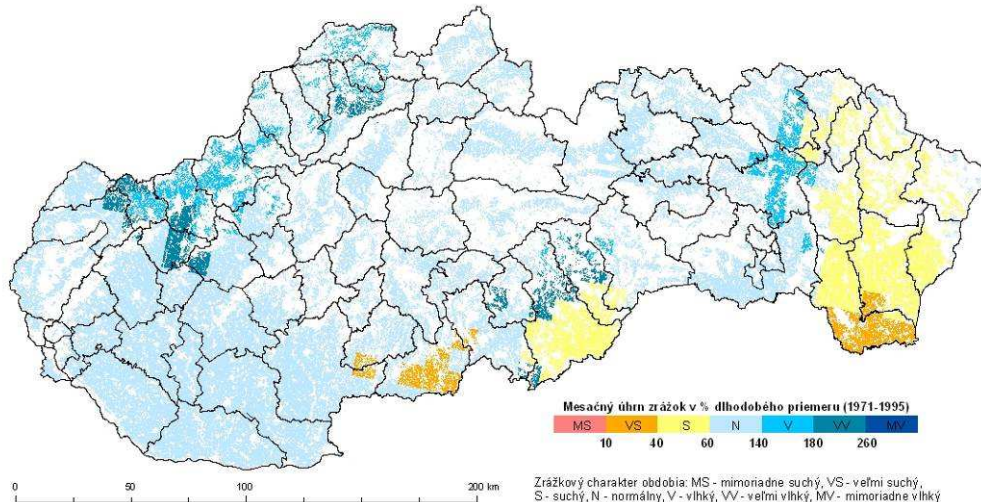 Mesačný úhrn zrážok v % dlhodobého priemeru (1971-1995)
MS VS S N V VV MV
10 40 60 140 180 260
0 50 100 200 km
Zrážkový charakter obdobia: MS - mimoriadne suchý, VS - veľmi suchý,
S - suchý, N - normálny, V - vlhký, VV - veľmi vlhký, MV - mimoriadne vlhký